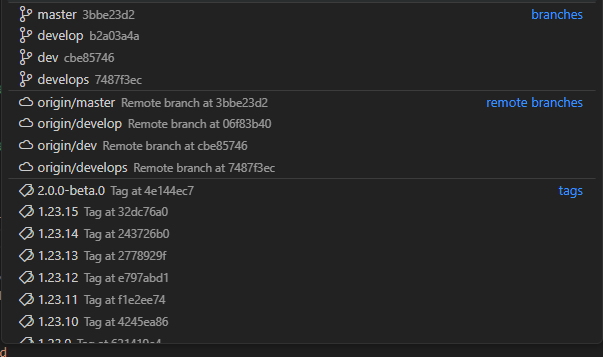 master 3bbe23d2 branches
develop b2a03a4a
dev cbe85746
develops 7487f3ec
origin/master Remote branch at 3bbe23d2 remote branches
origin/develop Remote branch at 06f83b40
origin/dev Remote branch at cbe85746
origin/develops Remote branch at 7487f3ec
2.0.0-beta.0 Tag at 4e144ec7 tags
1.23.15 Tag at 32dc76a0
1.23.14 Tag at 243726b0
1.23.13 Tag at 2778929f
1.23.12 Tag at e797abd1
1.23.11 Tag at f1e2ee74
1.23.10 Tag at 4245ea86